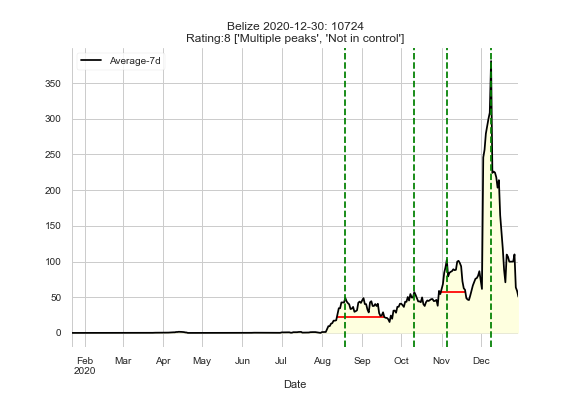 Belize 2020-12-30: 10724
Rating:8 ['Multiple peaks', 'Not in control']
Average-7d
350
300
250
200
150
100
50
0
Feb Mar Apr May Jun Jul Aug Sep Oct Nov Dec
2020
Date